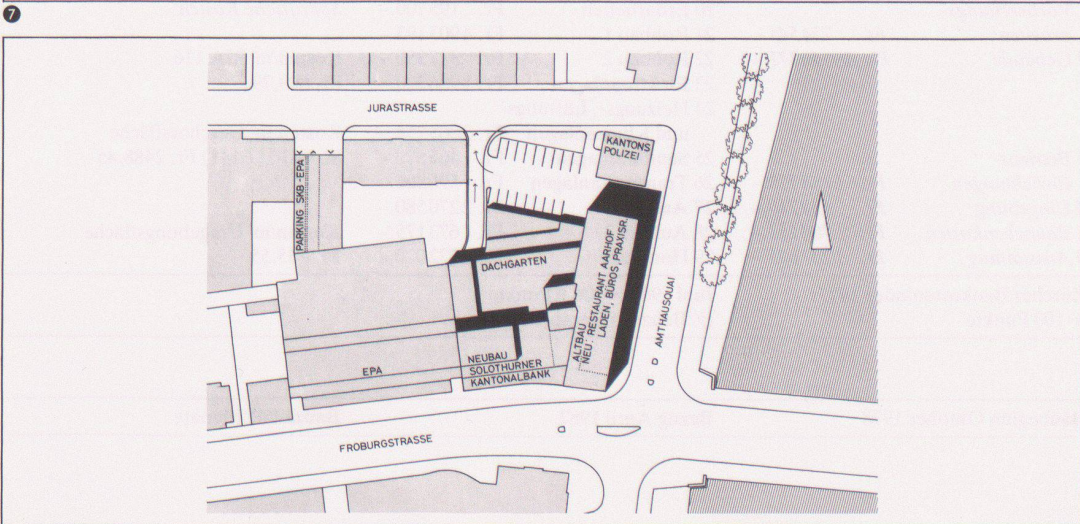 7
JURASTRASSE
KANTONS
POLIZEI
PARKING SKB-EPA
DACHGARTEN
ALTBAU
NEU: RESTAURANT AARHOF
LADEN, BÜROS, PRAXISR.
AMTHAUSQUAI
NEUBAU
SOLOTHURNER
KANTONALBANK
EPA
FROBURGSTRASSE